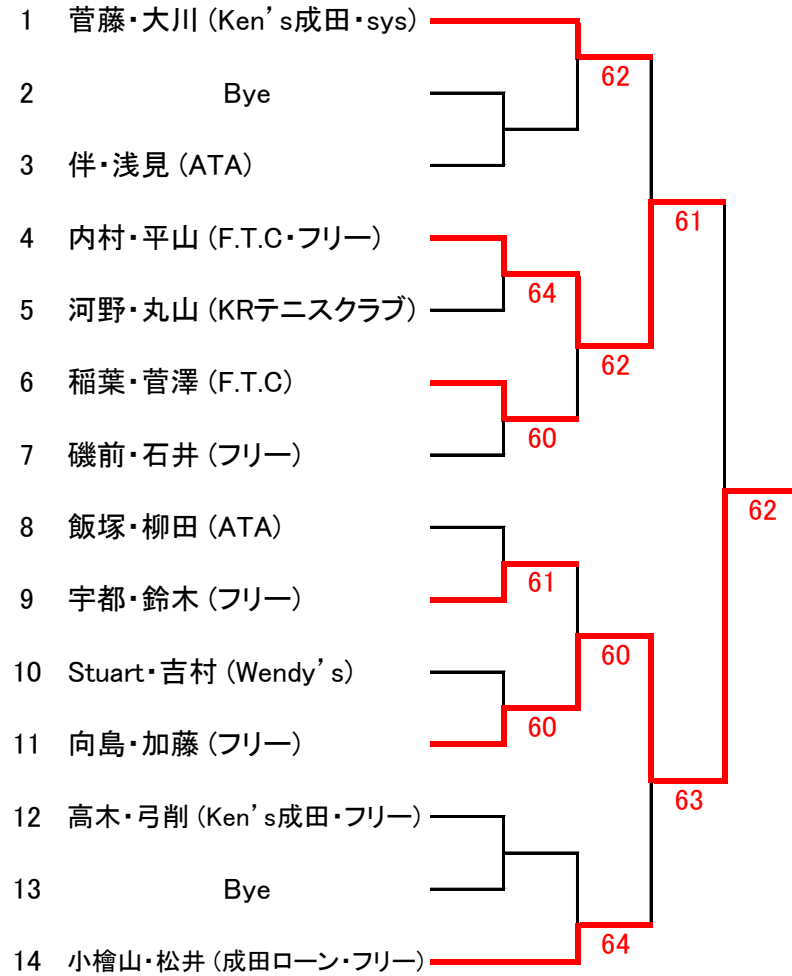 1 菅藤・大川 (Ken's成田・sys)
62
2 Bye
3 伴・浅見 (ATA)
61
4 内村・平山 (F.T.C・フリー)
64
5 河野・丸山 (KRテニスクラブ)
62
6 稲葉・菅澤 (F.T.C)
60
7 磯前・石井 (フリー)
62
8 飯塚・柳田 (ATA)
61
9 宇都・鈴木 (フリー)
60
10 Stuart・吉村 (Wendy's)
60
11 向島・加藤 (フリー)
63
12 高木・弓削 (Ken's成田・フリー)
13 Bye
64
14 小檜山・松井 (成田ローン・フリー)